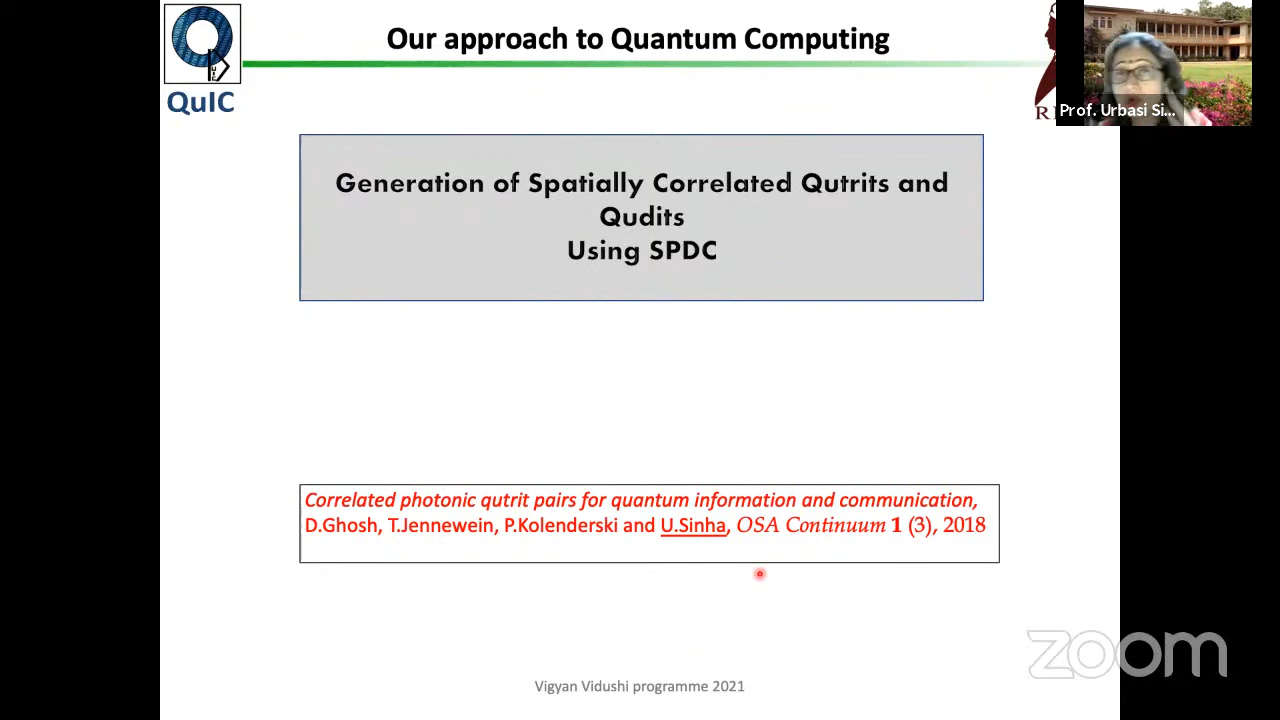 Our approach to Quantum Computing
QuIC
R
Prof. Urbasi Si...
Generation of Spatially Correlated Qutrits and
Qudits
Using SPDC
Correlated photonic qutrit pairs for quantum information and communication,
D.Ghosh, T.Jennewein, P.Kolenderski and U.Sinha, OSA Continuum 1 (3), 2018
zoom
Vigyan Vidushi programme 2021